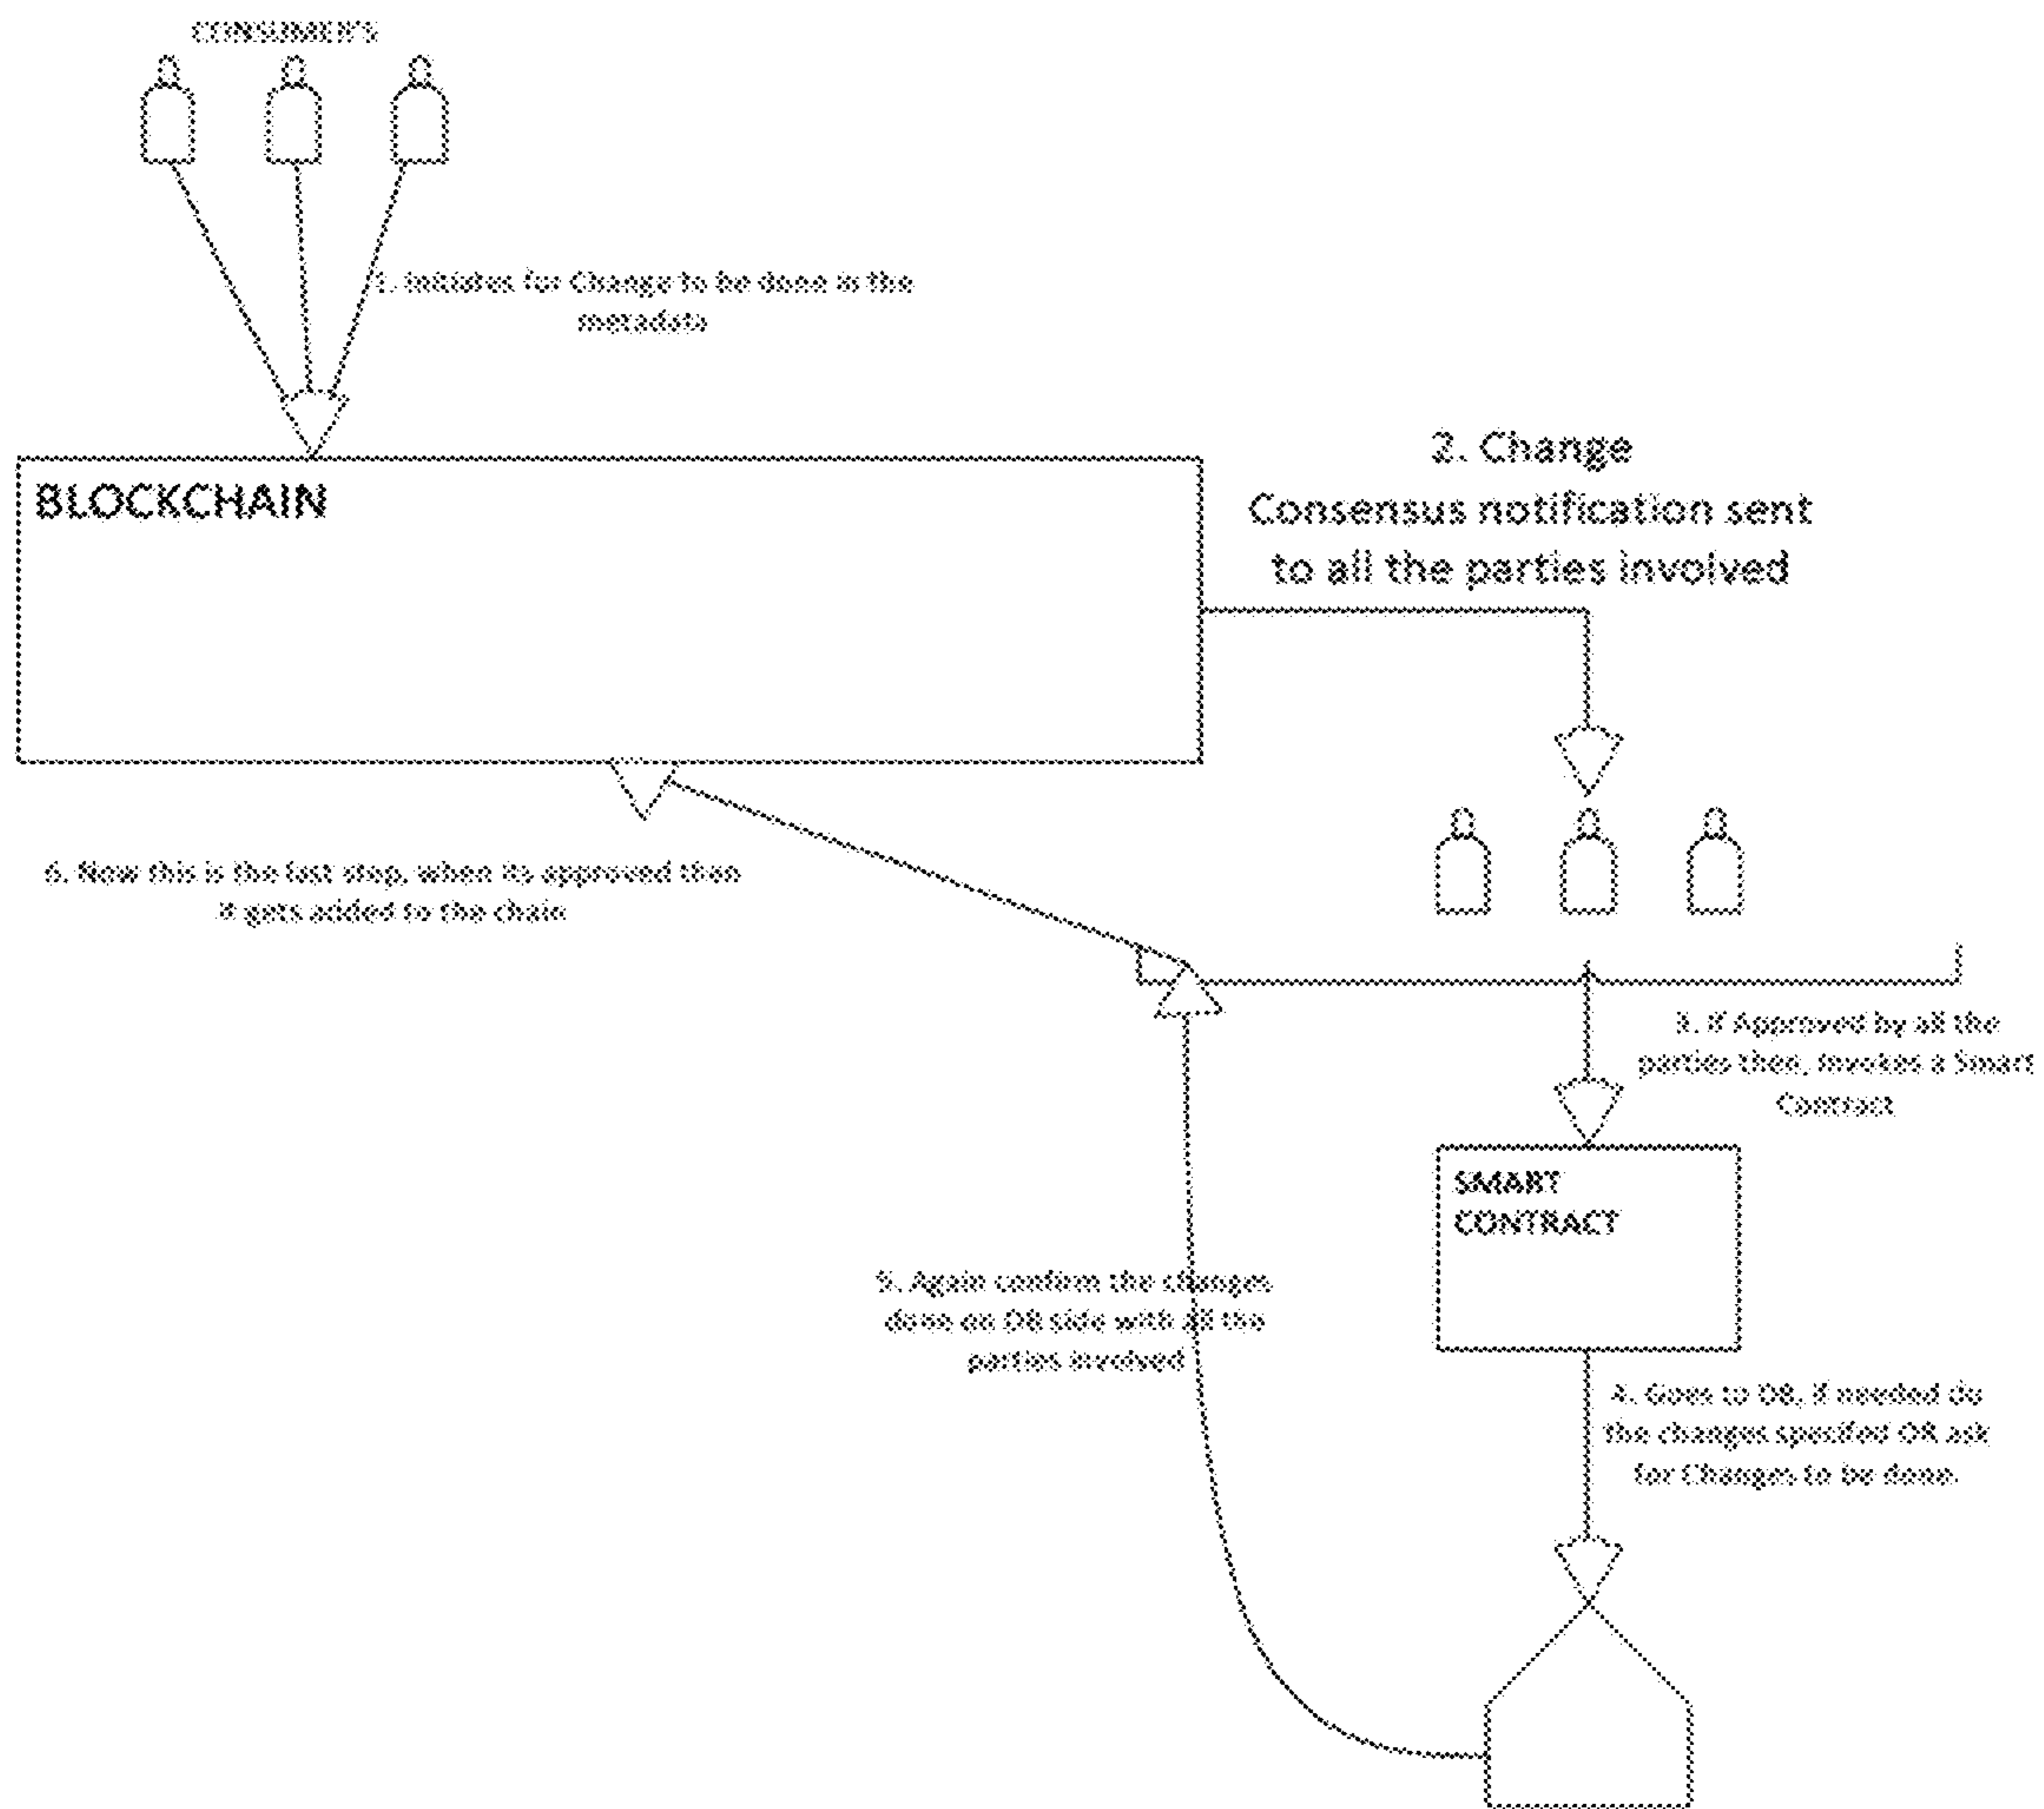 CONSUMER'S
1. Initiates for Change to be done in the
metadata
BLOCKCHAIN
2. Change
Consensus notification sent
to all the parties involved
6. Now this is the last step, when its approved than
it gets added to the chain
3. If Approved by all the
parties then, Invokes a Smart
Contract
SMART
CONTRACT
5. Again confirm the changes
done on DB side with all the
parties involved
4. Goes to DB, if needed do
the changes specified OR ask
for Changes to be done.